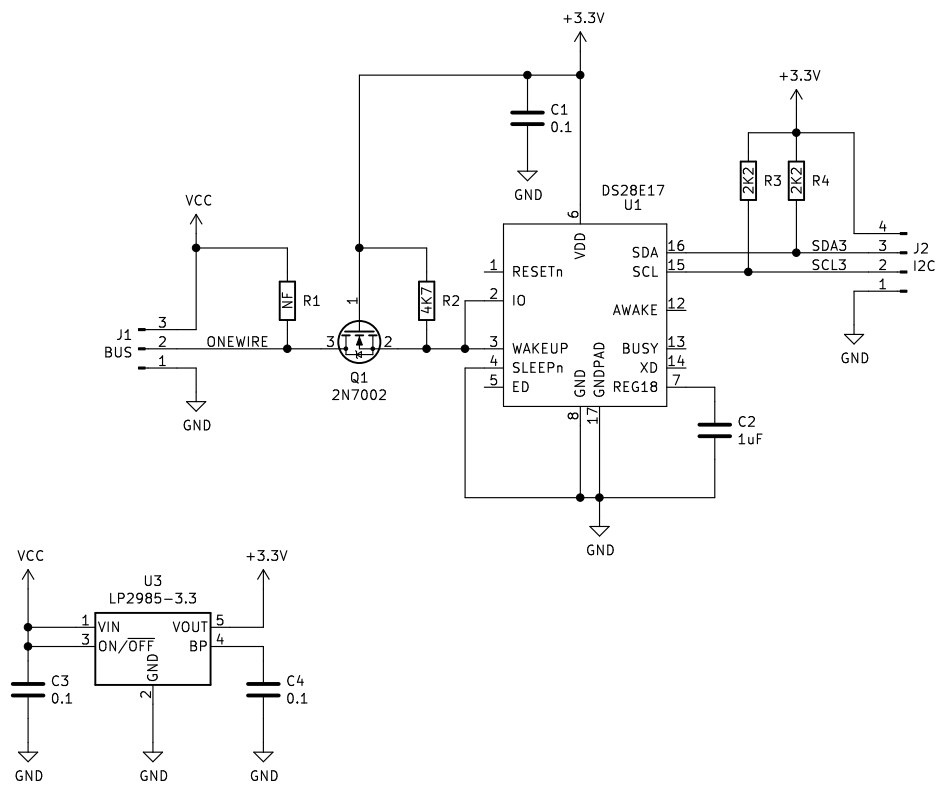 +3.3V
C1
0.1
GND
+3.3V
2K2
R3
2K2
R4
VCC
NF
R1
4K7
R2
J1
BUS
3
2
1
ONEWIRE
GND
1
3
2
Q1
2N7002
DS28E17
U1
6
VDD
1
RESETn
2
IO
3
WAKEUP
4
SLEEPn
5
ED
SDA
16
SCL
15
AWAKE
12
BUSY
13
XD
14
REG18
7
GND
8
GNDPAD
17
SDA3
SCL3
4
3
2
1
J2
I2C
GND
C2
1uF
GND
VCC
+3.3V
U3
LP2985-3.3
1
VIN
VOUT
5
3
ON/OFF
BP
4
GND
2
C3
0.1
C4
0.1
GND
GND
GND